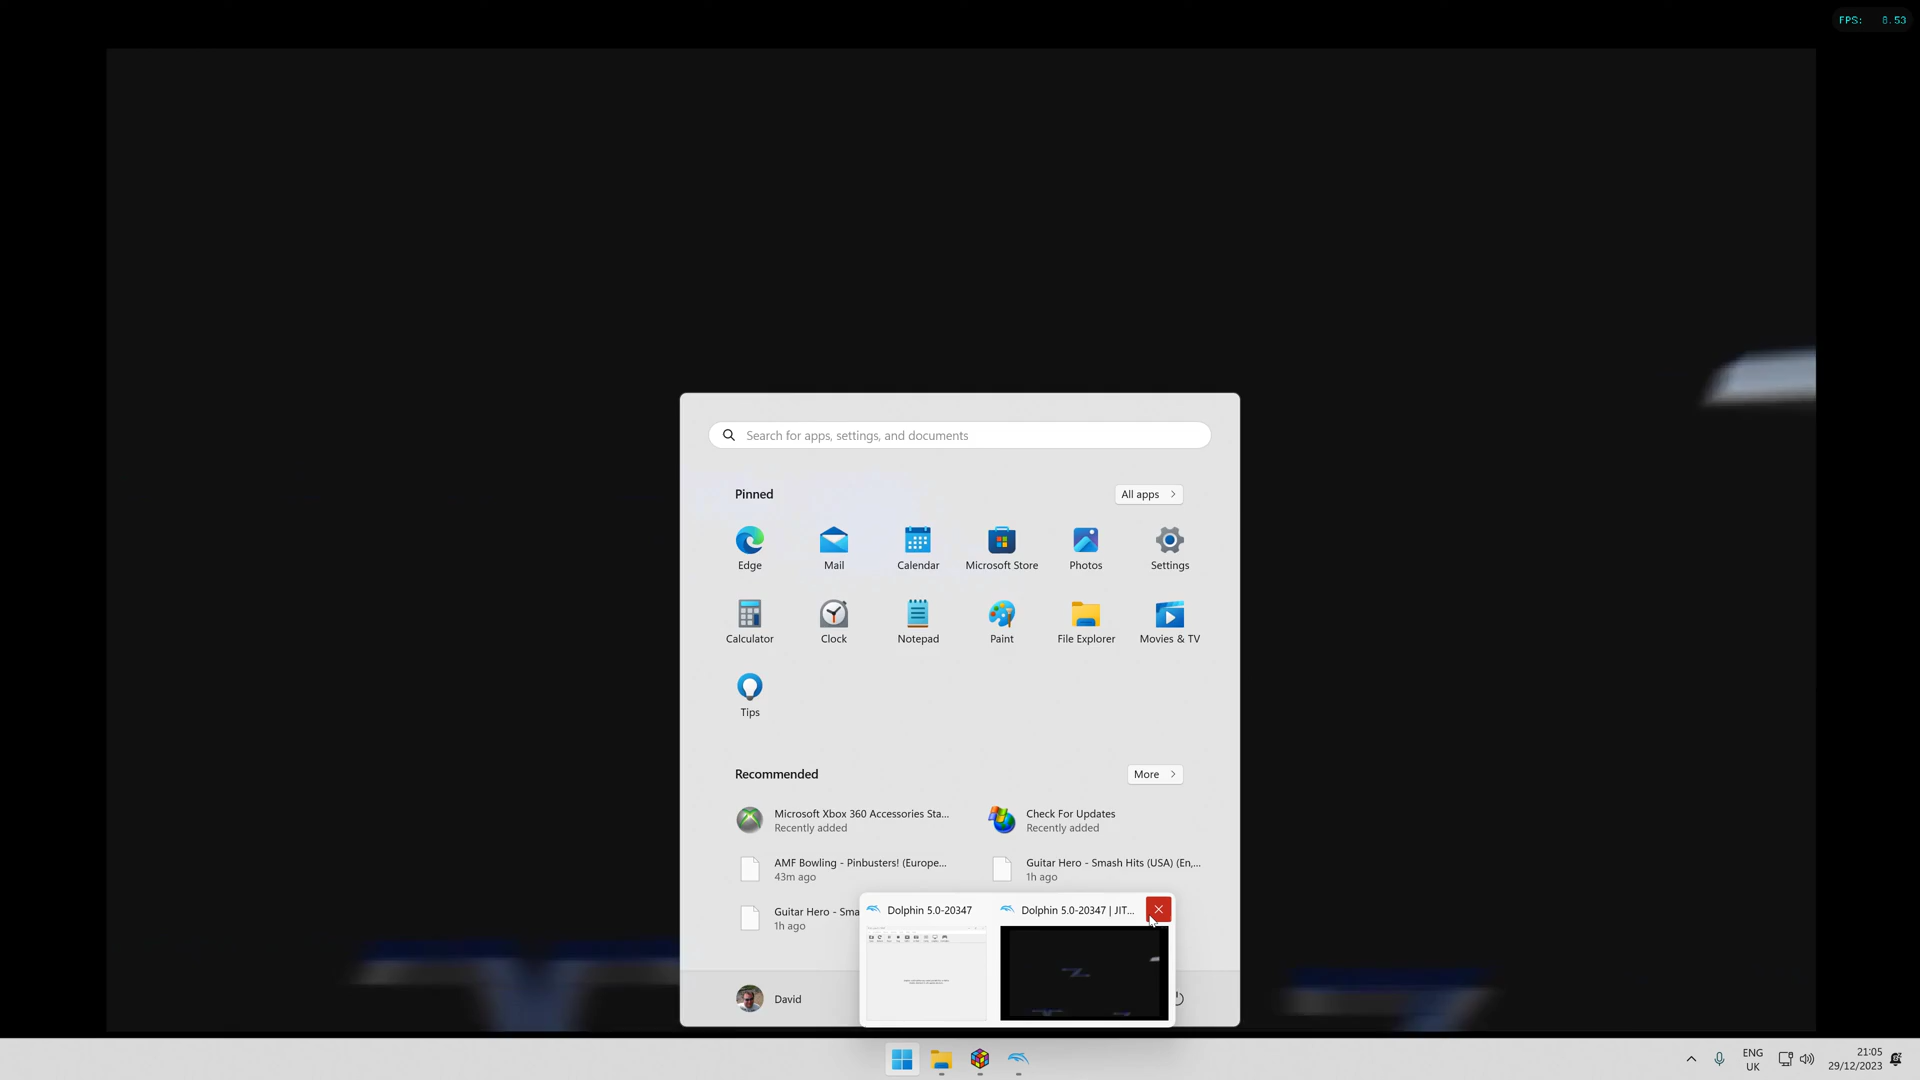 FPS: 8.53
Search for apps, settings, and documents
Pinned
All apps
Edge
Mail
Calendar
Microsoft Store
Photos
Settings
Calculator
Clock
Notepad
Paint
File Explorer
Movies & TV
Tips
Recommended
More
Microsoft Xbox 360 Accessories Sta...
Recently added
Check For Updates
Recently added
AMF Bowling - Pinbusters! (Europe...
43m ago
Guitar Hero - Smash Hits (USA) (En,...
1h ago
Guitar Hero - Sma
1h ago
Dolphin 5.0-20347
Dolphin 5.0-20347 | JIT...
David
ENG
UK
21:05
29/12/2023